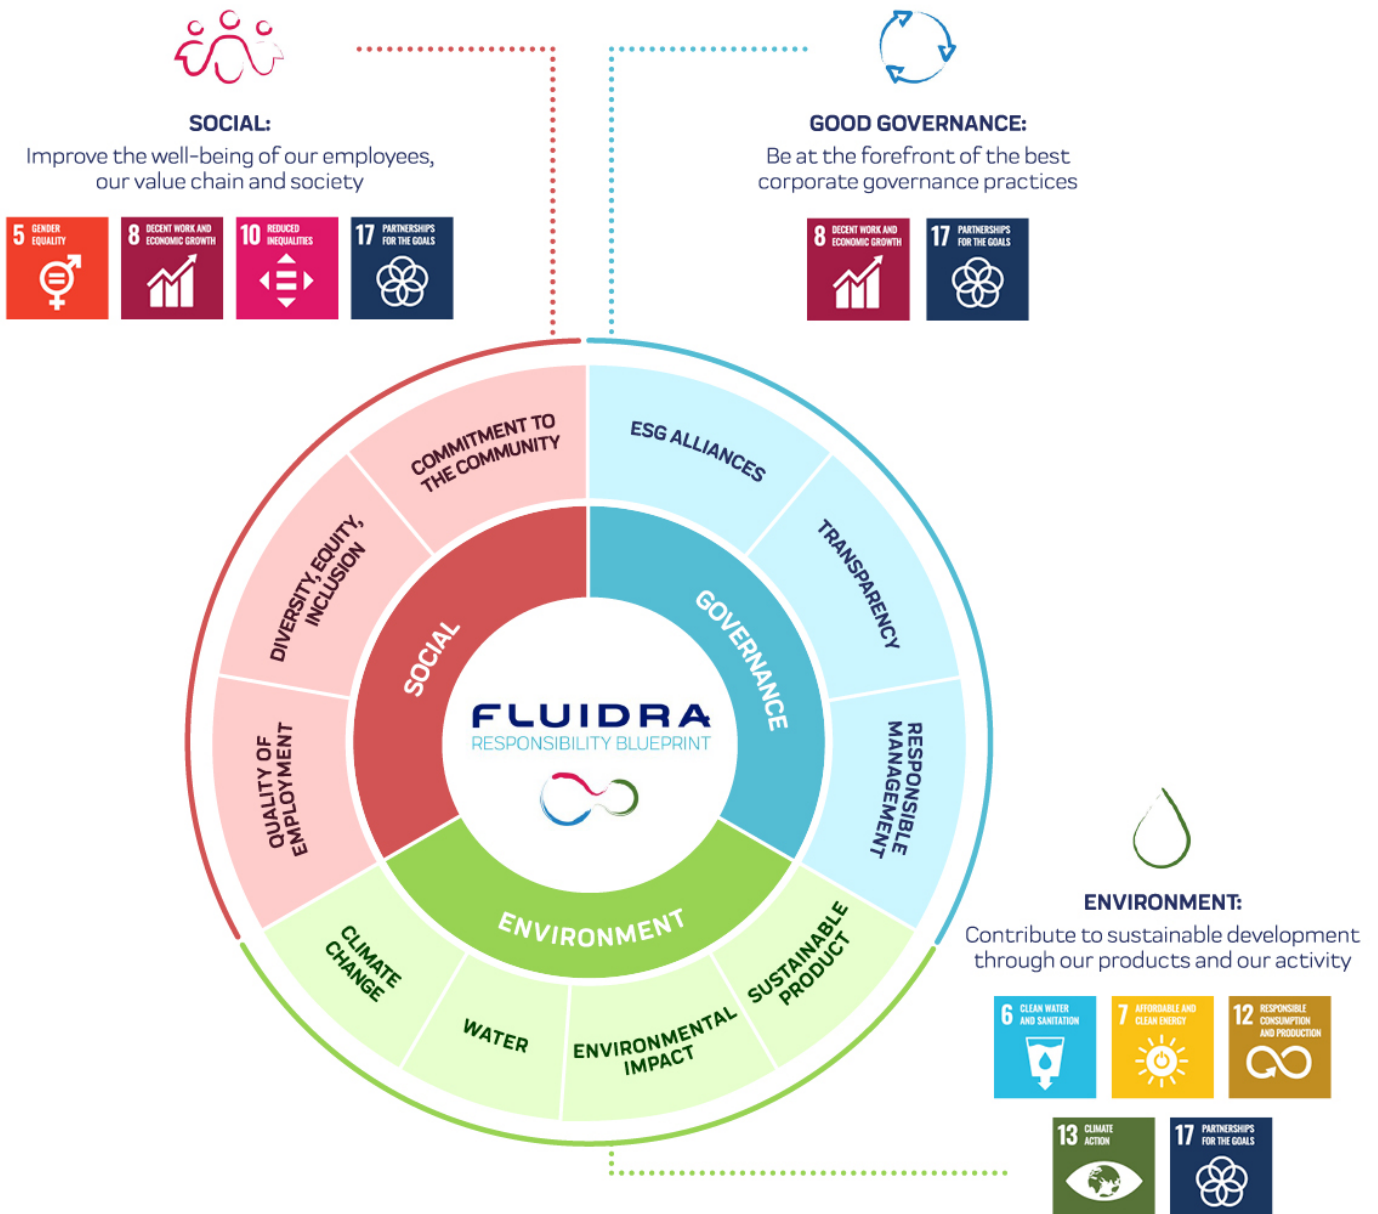 SOCIAL:
Improve the well-being of our employees,
our value chain and society
5 GENDER
EQUALITY
8 DECENT WORK AND
ECONOMIC GROWTH
10 REDUCED
INEQUALITIES
17 PARTNERSHIPS
FOR THE GOALS
GOOD GOVERNANCE:
Be at the forefront of the best
corporate governance practices
8 DECENT WORK AND
ECONOMIC GROWTH
17 PARTNERSHIPS
FOR THE GOALS
COMMITMENT TO
THE COMMUNITY
ESG ALLIANCES
DIVERSITY, EQUITY,
INCLUSION
TRANSPARENCY
QUALITY OF
EMPLOYMENT
RESPONSIBLE
MANAGEMENT
SOCIAL
GOVERNANCE
FLUIDRA
RESPONSIBILITY BLUEPRINT
ENVIRONMENT
CLIMATE
CHANGE
WATER
ENVIRONMENTAL
IMPACT
SUSTAINABLE
PRODUCT
ENVIRONMENT:
Contribute to sustainable development
through our products and our activity
6 CLEAN WATER
AND SANITATION
7 AFFORDABLE AND
CLEAN ENERGY
12 RESPONSIBLE
CONSUMPTION
AND PRODUCTION
13 CLIMATE
ACTION
17 PARTNERSHIPS
FOR THE GOALS